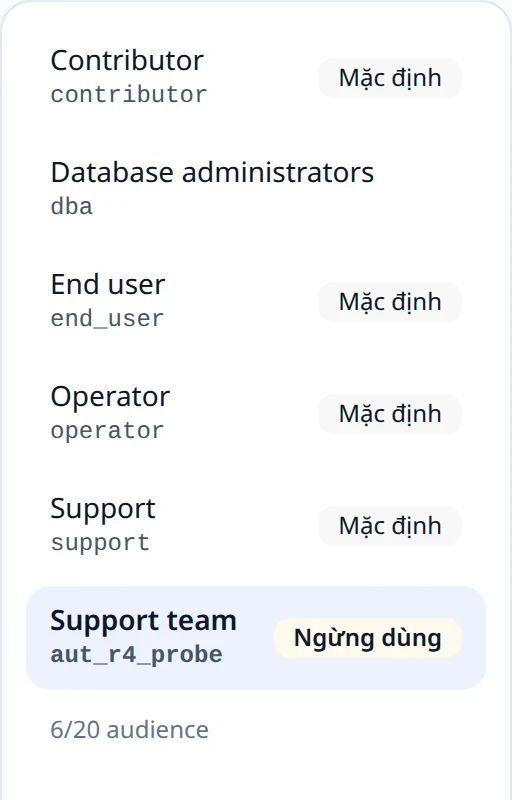 Contributor
Mặc định
contributor
Database administrators
dba
End user
Mặc định
end_user
Operator
Mặc định
operator
Support
Mặc định
support
Support team
Ngừng dùng
aut_r4_probe
6/20 audience